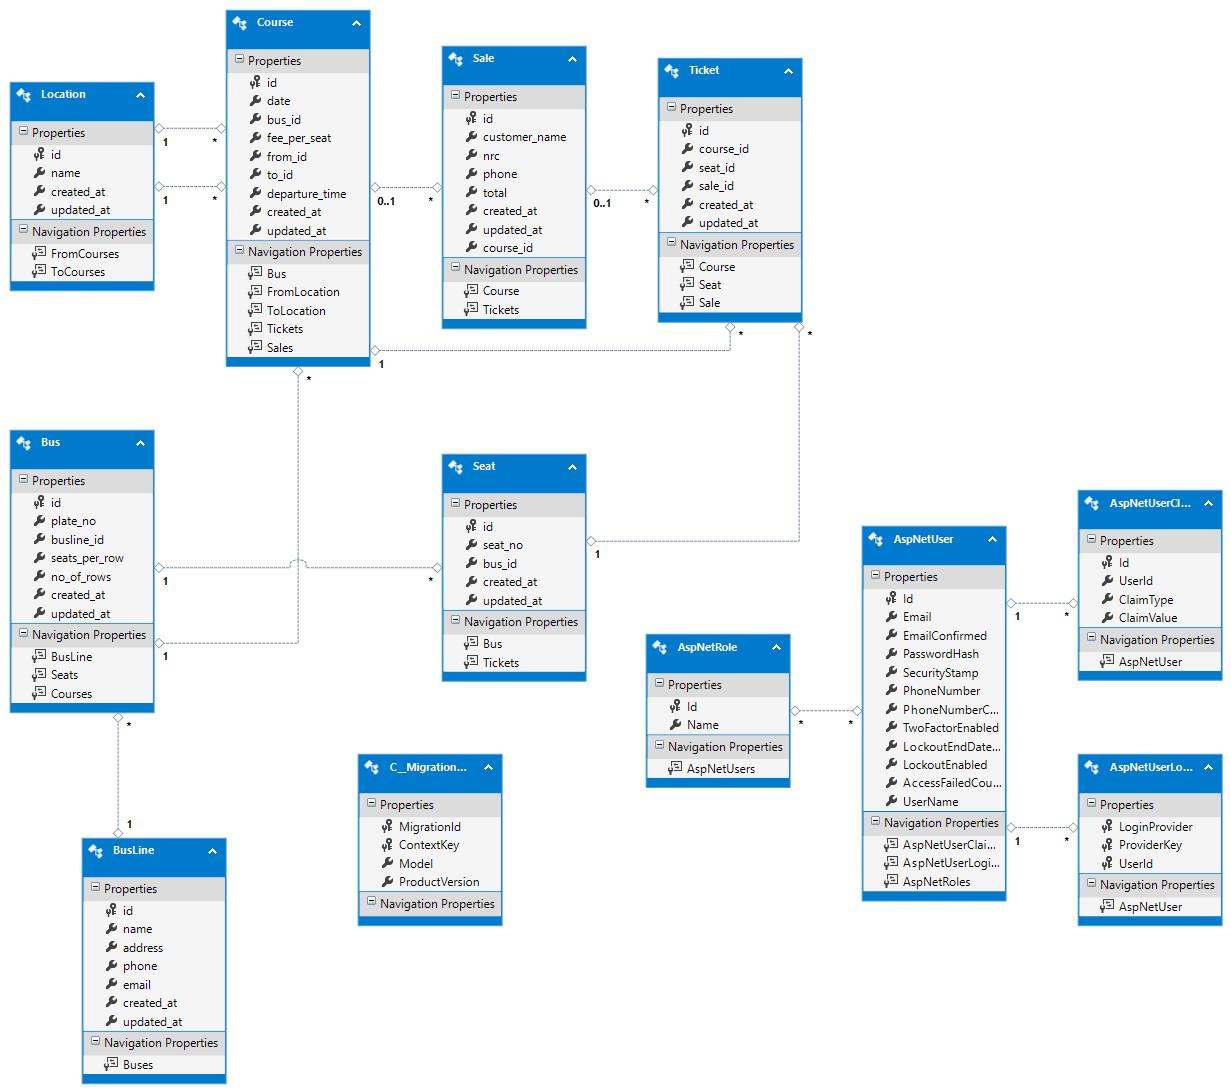 Course
Properties
id
date
bus_id
fee_per_seat
from_id
to_id
departure_time
created_at
updated_at
Navigation Properties
Bus
FromLocation
ToLocation
Tickets
Sales
Sale
Properties
id
customer_name
nrc
phone
total
created_at
updated_at
course_id
Navigation Properties
Course
Tickets
Ticket
Properties
id
course_id
seat_id
sale_id
created_at
updated_at
Navigation Properties
Course
Seat
Sale
Location
Properties
id
name
created_at
updated_at
Navigation Properties
FromCourses
ToCourses
1
*
1
*
0..1
*
0..1
*
1
*
*
*
Bus
Properties
id
plate_no
busline_id
seats_per_row
no_of_rows
created_at
updated_at
Navigation Properties
BusLine
Seats
Courses
1
*
1
*
1
Seat
Properties
id
seat_no
bus_id
created_at
updated_at
Navigation Properties
Bus
Tickets
1
AspNetUser
Properties
Id
Email
EmailConfirmed
PasswordHash
SecurityStamp
PhoneNumber
PhoneNumberC...
TwoFactorEnabled
LockoutEndDate...
LockoutEnabled
AccessFailedCou...
UserName
Navigation Properties
AspNetUserClai...
AspNetUserLogi...
AspNetRoles
AspNetUserCl...
Properties
Id
UserId
ClaimType
ClaimValue
Navigation Properties
AspNetUser
1
*
AspNetRole
Properties
Id
Name
Navigation Properties
AspNetUsers
*
*
AspNetUserLo...
Properties
LoginProvider
ProviderKey
UserId
Navigation Properties
AspNetUser
1
*
C__Migration...
Properties
MigrationId
ContextKey
Model
ProductVersion
Navigation Properties
BusLine
Properties
id
name
address
phone
email
created_at
updated_at
Navigation Properties
Buses